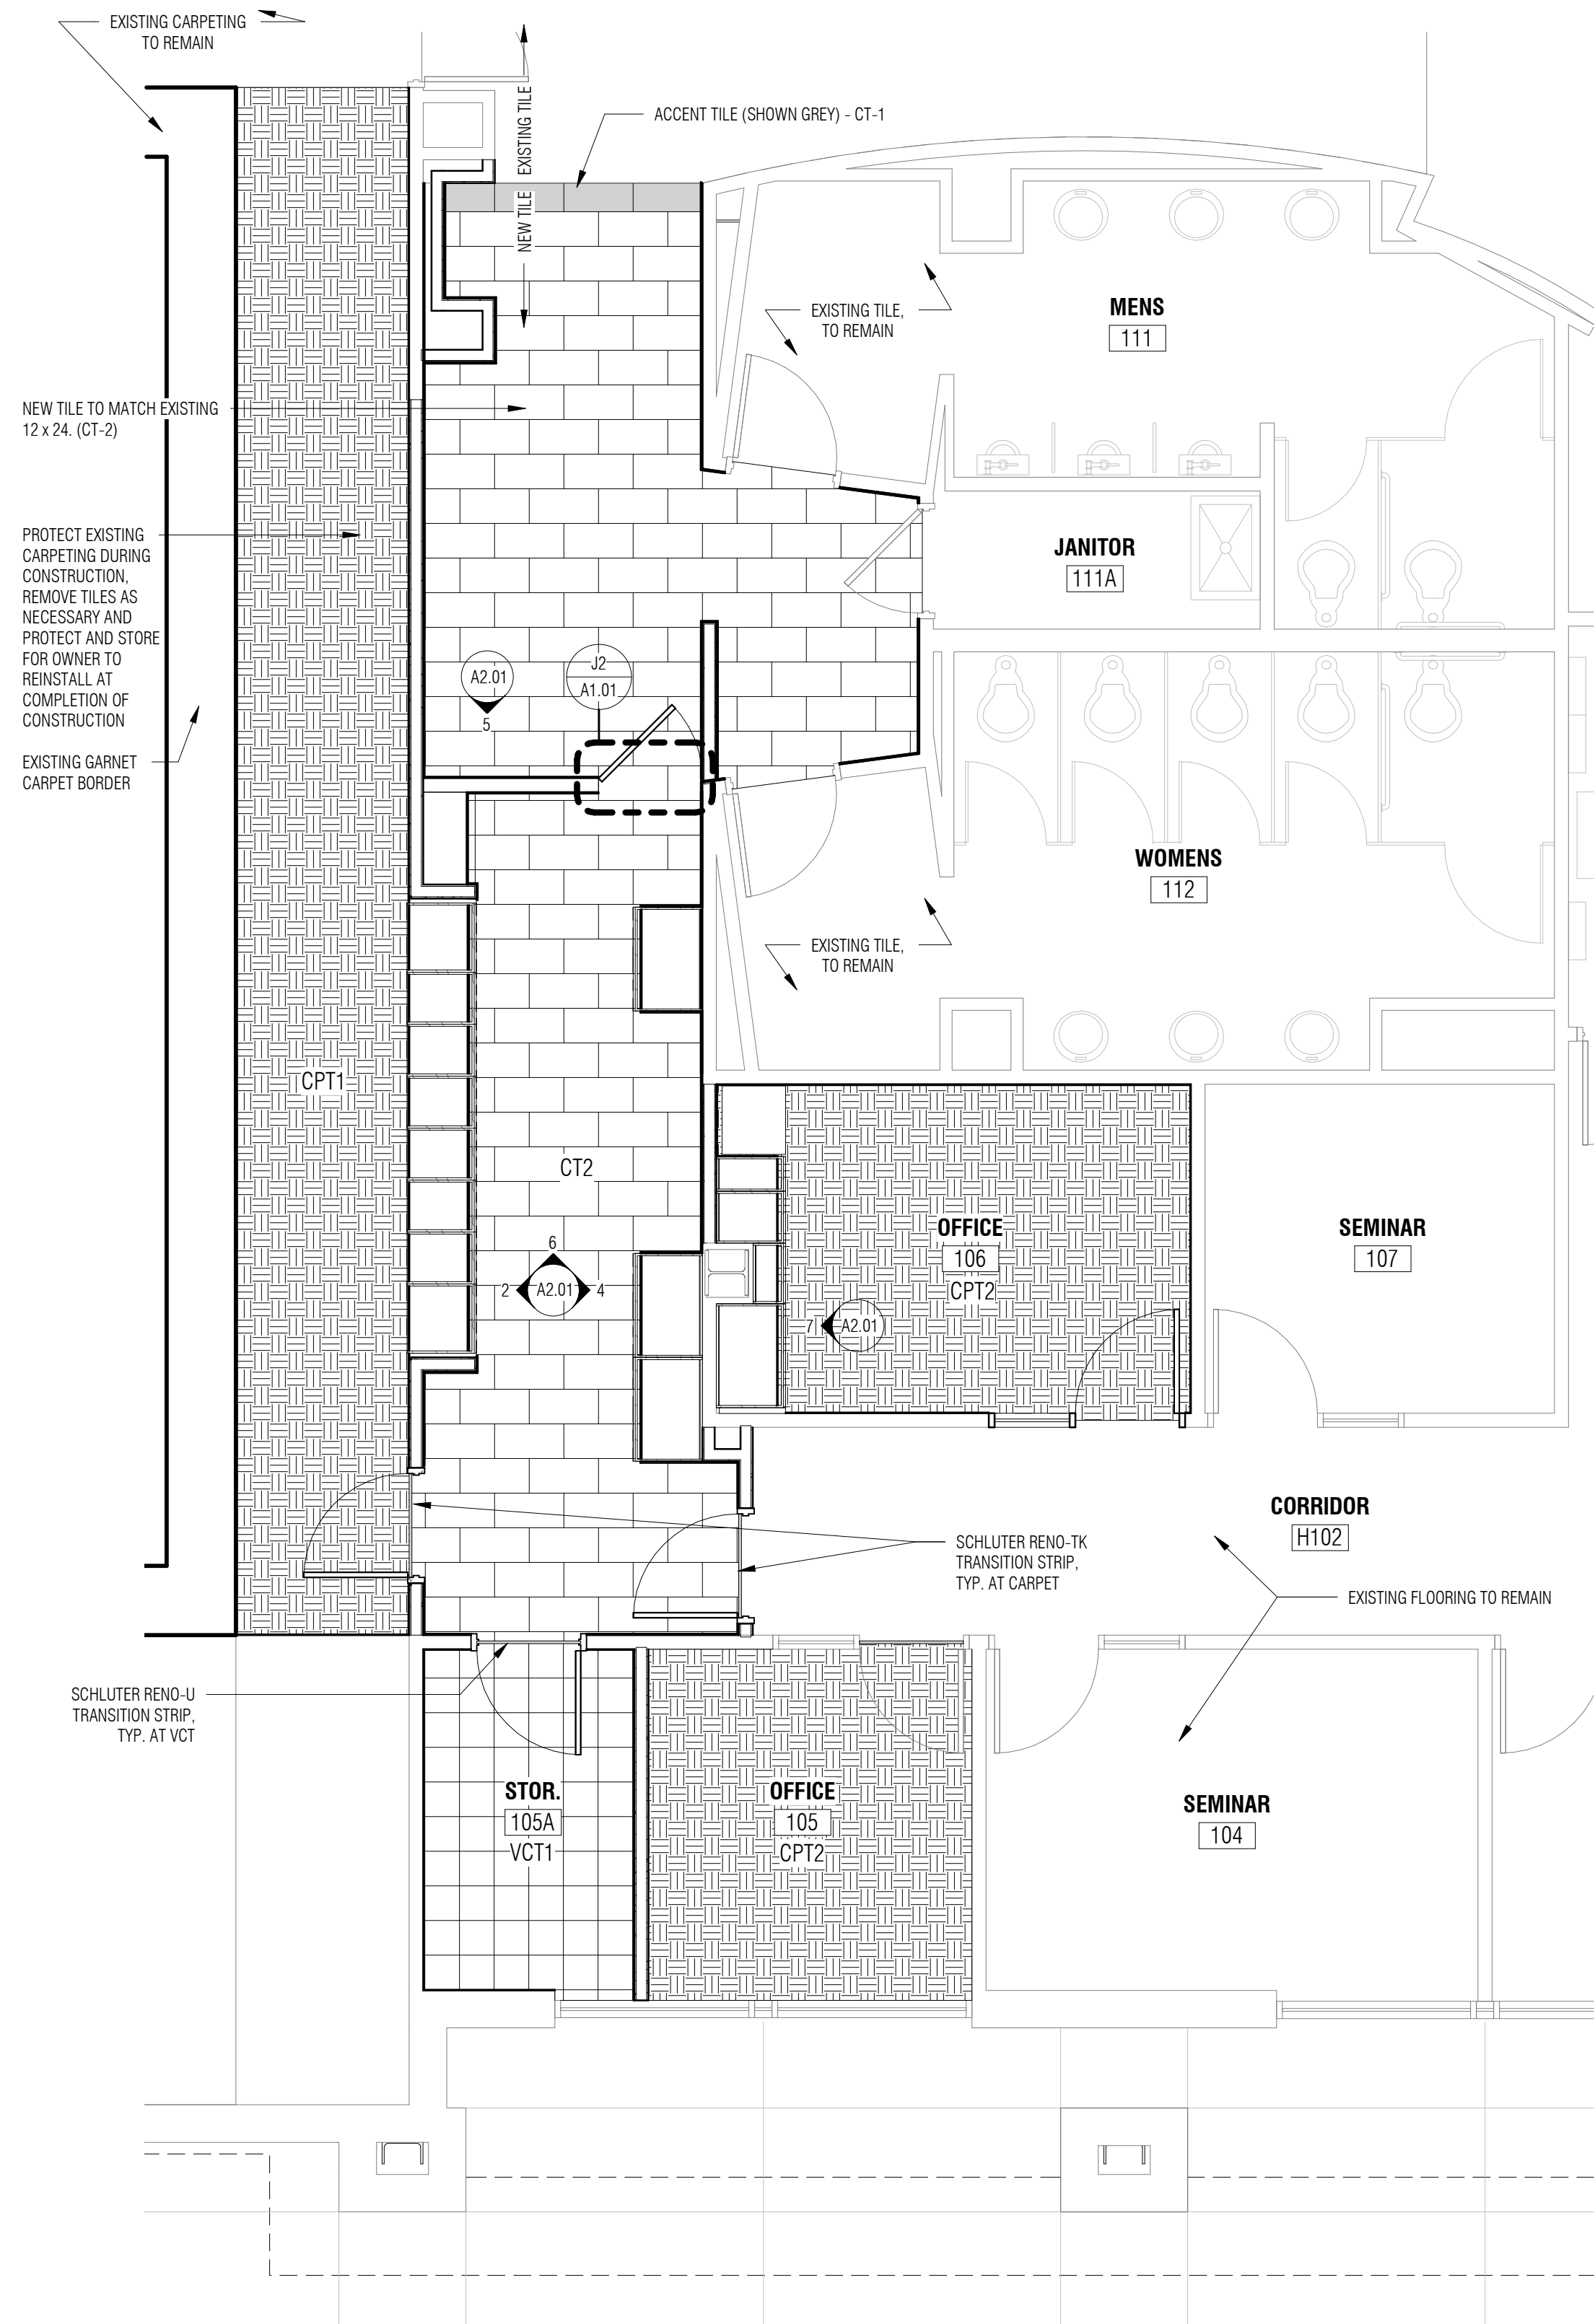 EXISTING CARPETING
TO REMAIN
ACCENT TILE (SHOWN GREY) - CT-1
EXISTING TILE
NEW TILE
EXISTING TILE,
TO REMAIN
MENS
111
NEW TILE TO MATCH EXISTING
12 x 24. (CT-2)
PROTECT EXISTING
CARPETING DURING
CONSTRUCTION,
REMOVE TILES AS
NECESSARY AND
PROTECT AND STORE
FOR OWNER TO
REINSTALL AT
COMPLETION OF
CONSTRUCTION
JANITOR
111A
A2.01
5
J2
A1.01
EXISTING GARNET
CARPET BORDER
WOMENS
112
EXISTING TILE,
TO REMAIN
CPT1
CT2
6
2
A2.01
4
OFFICE
106
CPT2
7
A2.01
SEMINAR
107
CORRIDOR
H102
SCHLUTER RENO-TK
TRANSITION STRIP,
TYP. AT CARPET
EXISTING FLOORING TO REMAIN
SCHLUTER RENO-U
TRANSITION STRIP,
TYP. AT VCT
STOR.
105A
VCT1
OFFICE
105
CPT2
SEMINAR
104